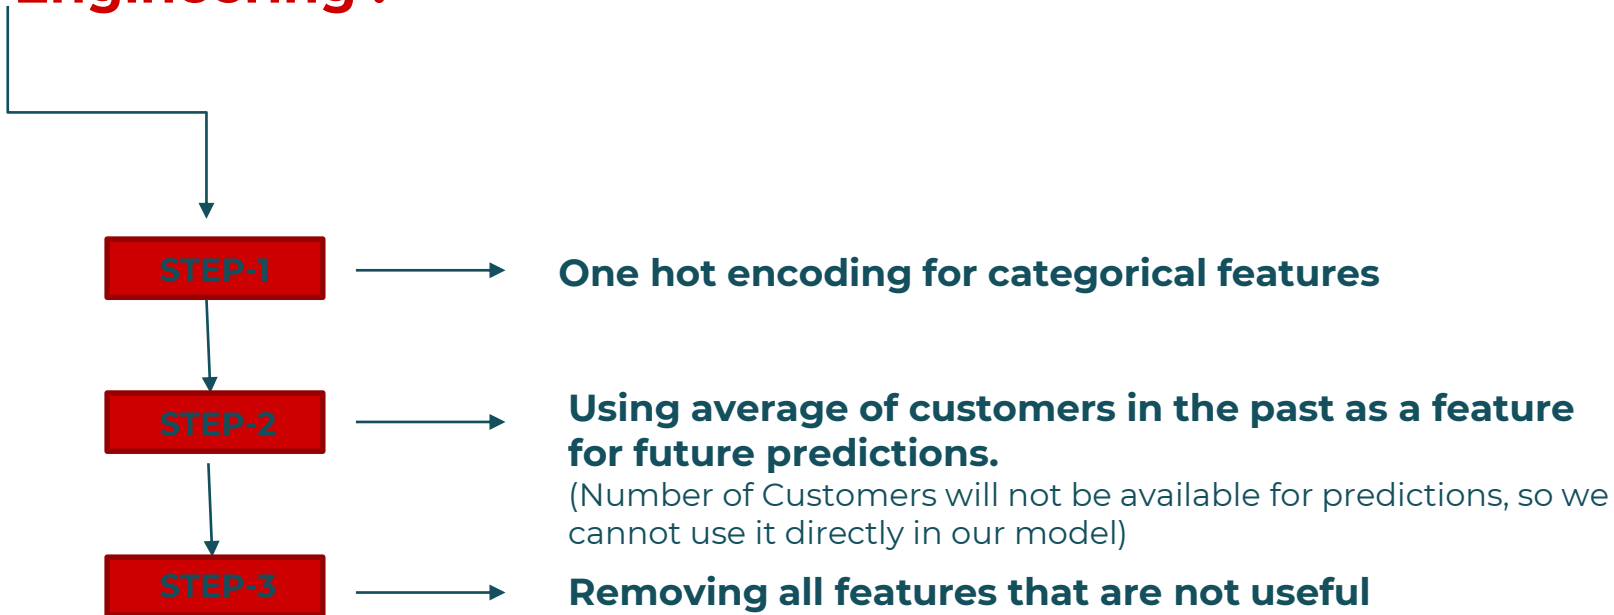 Engineering :
STEP-1
One hot encoding for categorical features
STEP-2
Using average of customers in the past as a feature
for future predictions.
(Number of Customers will not be available for predictions, so we
cannot use it directly in our model)
STEP-3
Removing all features that are not useful